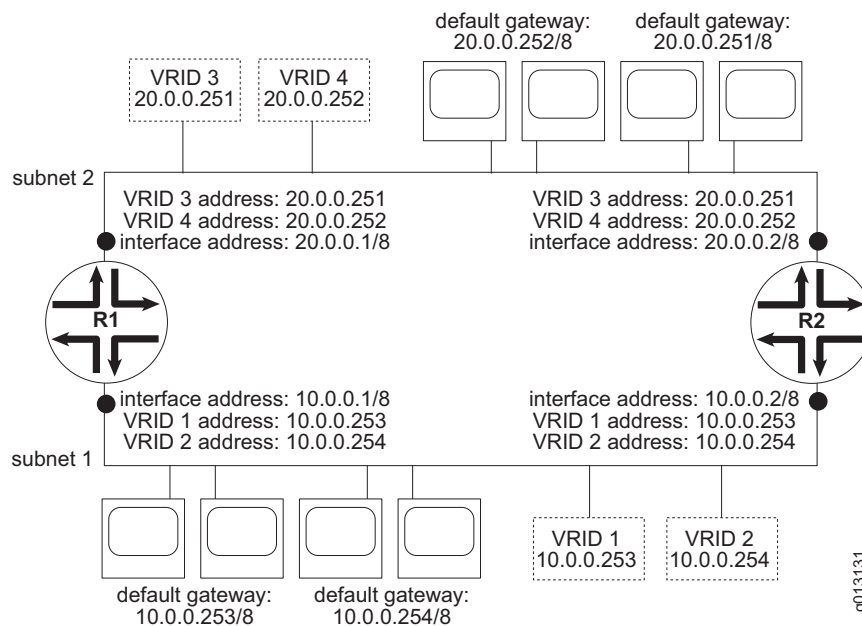 default gateway:
20.0.0.252/8
default gateway:
20.0.0.251/8
VRID 3
20.0.0.251
VRID 4
20.0.0.252
subnet 2
VRID 3 address: 20.0.0.251
VRID 4 address: 20.0.0.252
interface address: 20.0.0.1/8
VRID 3 address: 20.0.0.251
VRID 4 address: 20.0.0.252
interface address: 20.0.0.2/8
R1
R2
interface address: 10.0.0.1/8
VRID 1 address: 10.0.0.253
VRID 2 address: 10.0.0.254
interface address: 10.0.0.2/8
VRID 1 address: 10.0.0.253
VRID 2 address: 10.0.0.254
subnet 1
VRID 1
10.0.0.253
VRID 2
10.0.0.254
default gateway:
10.0.0.253/8
default gateway:
10.0.0.254/8
g013131